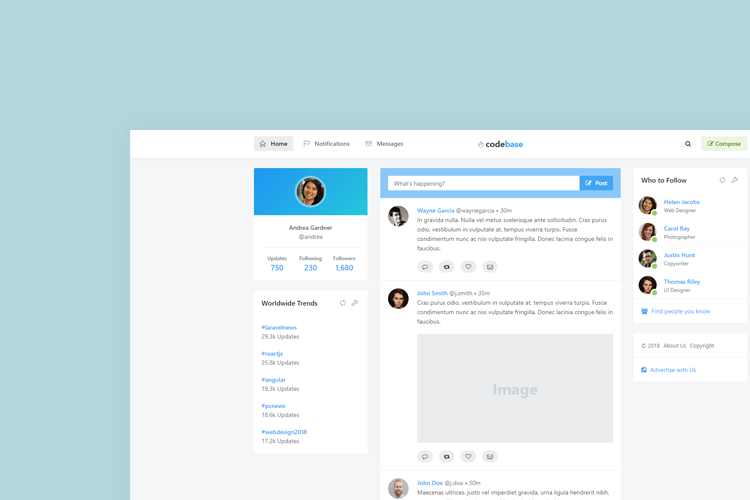 Home Notifications Messages codebase Compose
Andrea Gardner
@andrea
Updates Following Followers
750 230 1,680
Worldwide Trends
#laravelnews
29.3k Updates
#reactjs
25.8k Updates
#angular
19.3k Updates
#pcnews
18.6k Updates
#webdesign2018
17.2k Updates
What's happening? Post
Wayne Garcia @waynegarcia • 30m
In gravida nulla. Nulla vel metus scelerisque ante sollicitudin. Cras purus
odio, vestibulum in vulputate at, tempus viverra turpis. Fusce
condimentum nunc ac nisi vulputate fringilla. Donec lacinia congue felis in
faucibus.
John Smith @j.smith • 35m
Cras purus odio, vestibulum in vulputate at, tempus viverra turpis. Fusce
condimentum nunc ac nisi vulputate fringilla. Donec lacinia congue felis in
faucibus.
Image
John Doe @j.doe • 50m
Maecenas ultrices, justo vel imperdiet gravida, urna ligula hendrerit nibh,
Who to Follow
Helen Jacobs
Web Designer
Carol Ray
Photographer
Justin Hunt
Copywriter
Thomas Riley
UI Designer
Find people you know
© 2018 About Us Copyright
Advertise with Us